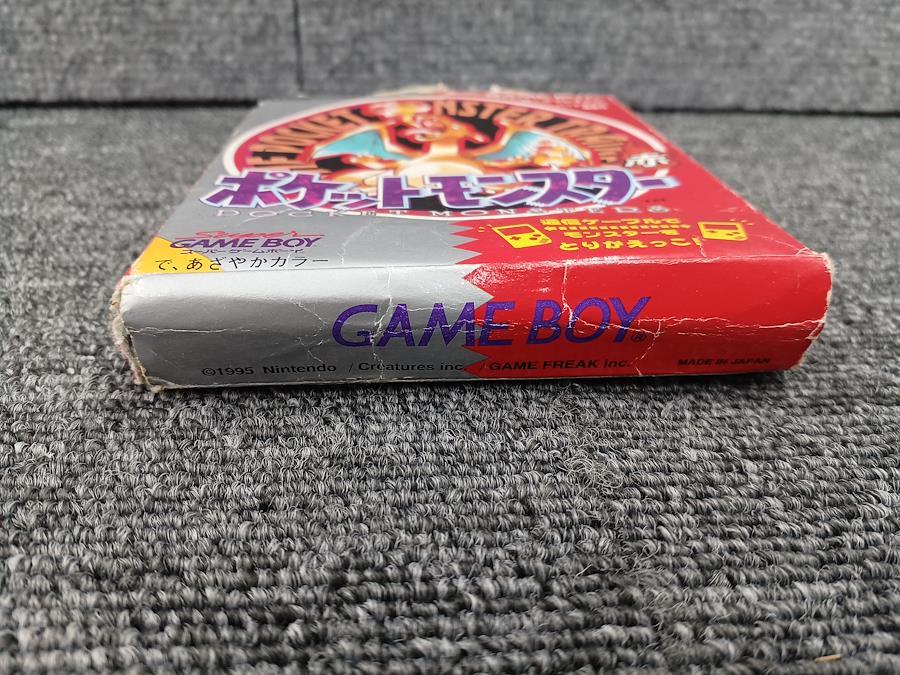 赤
ポケットモンスター
POCKET MONSTERS
通信ケーブルで
モンスターを
とりかえっこ!
Super
GAME BOY
スーパーゲームボーイ
で、あざやかカラー
GAME BOY®
©1995 Nintendo / Creatures inc. / GAME FREAK inc.
MADE IN JAPAN